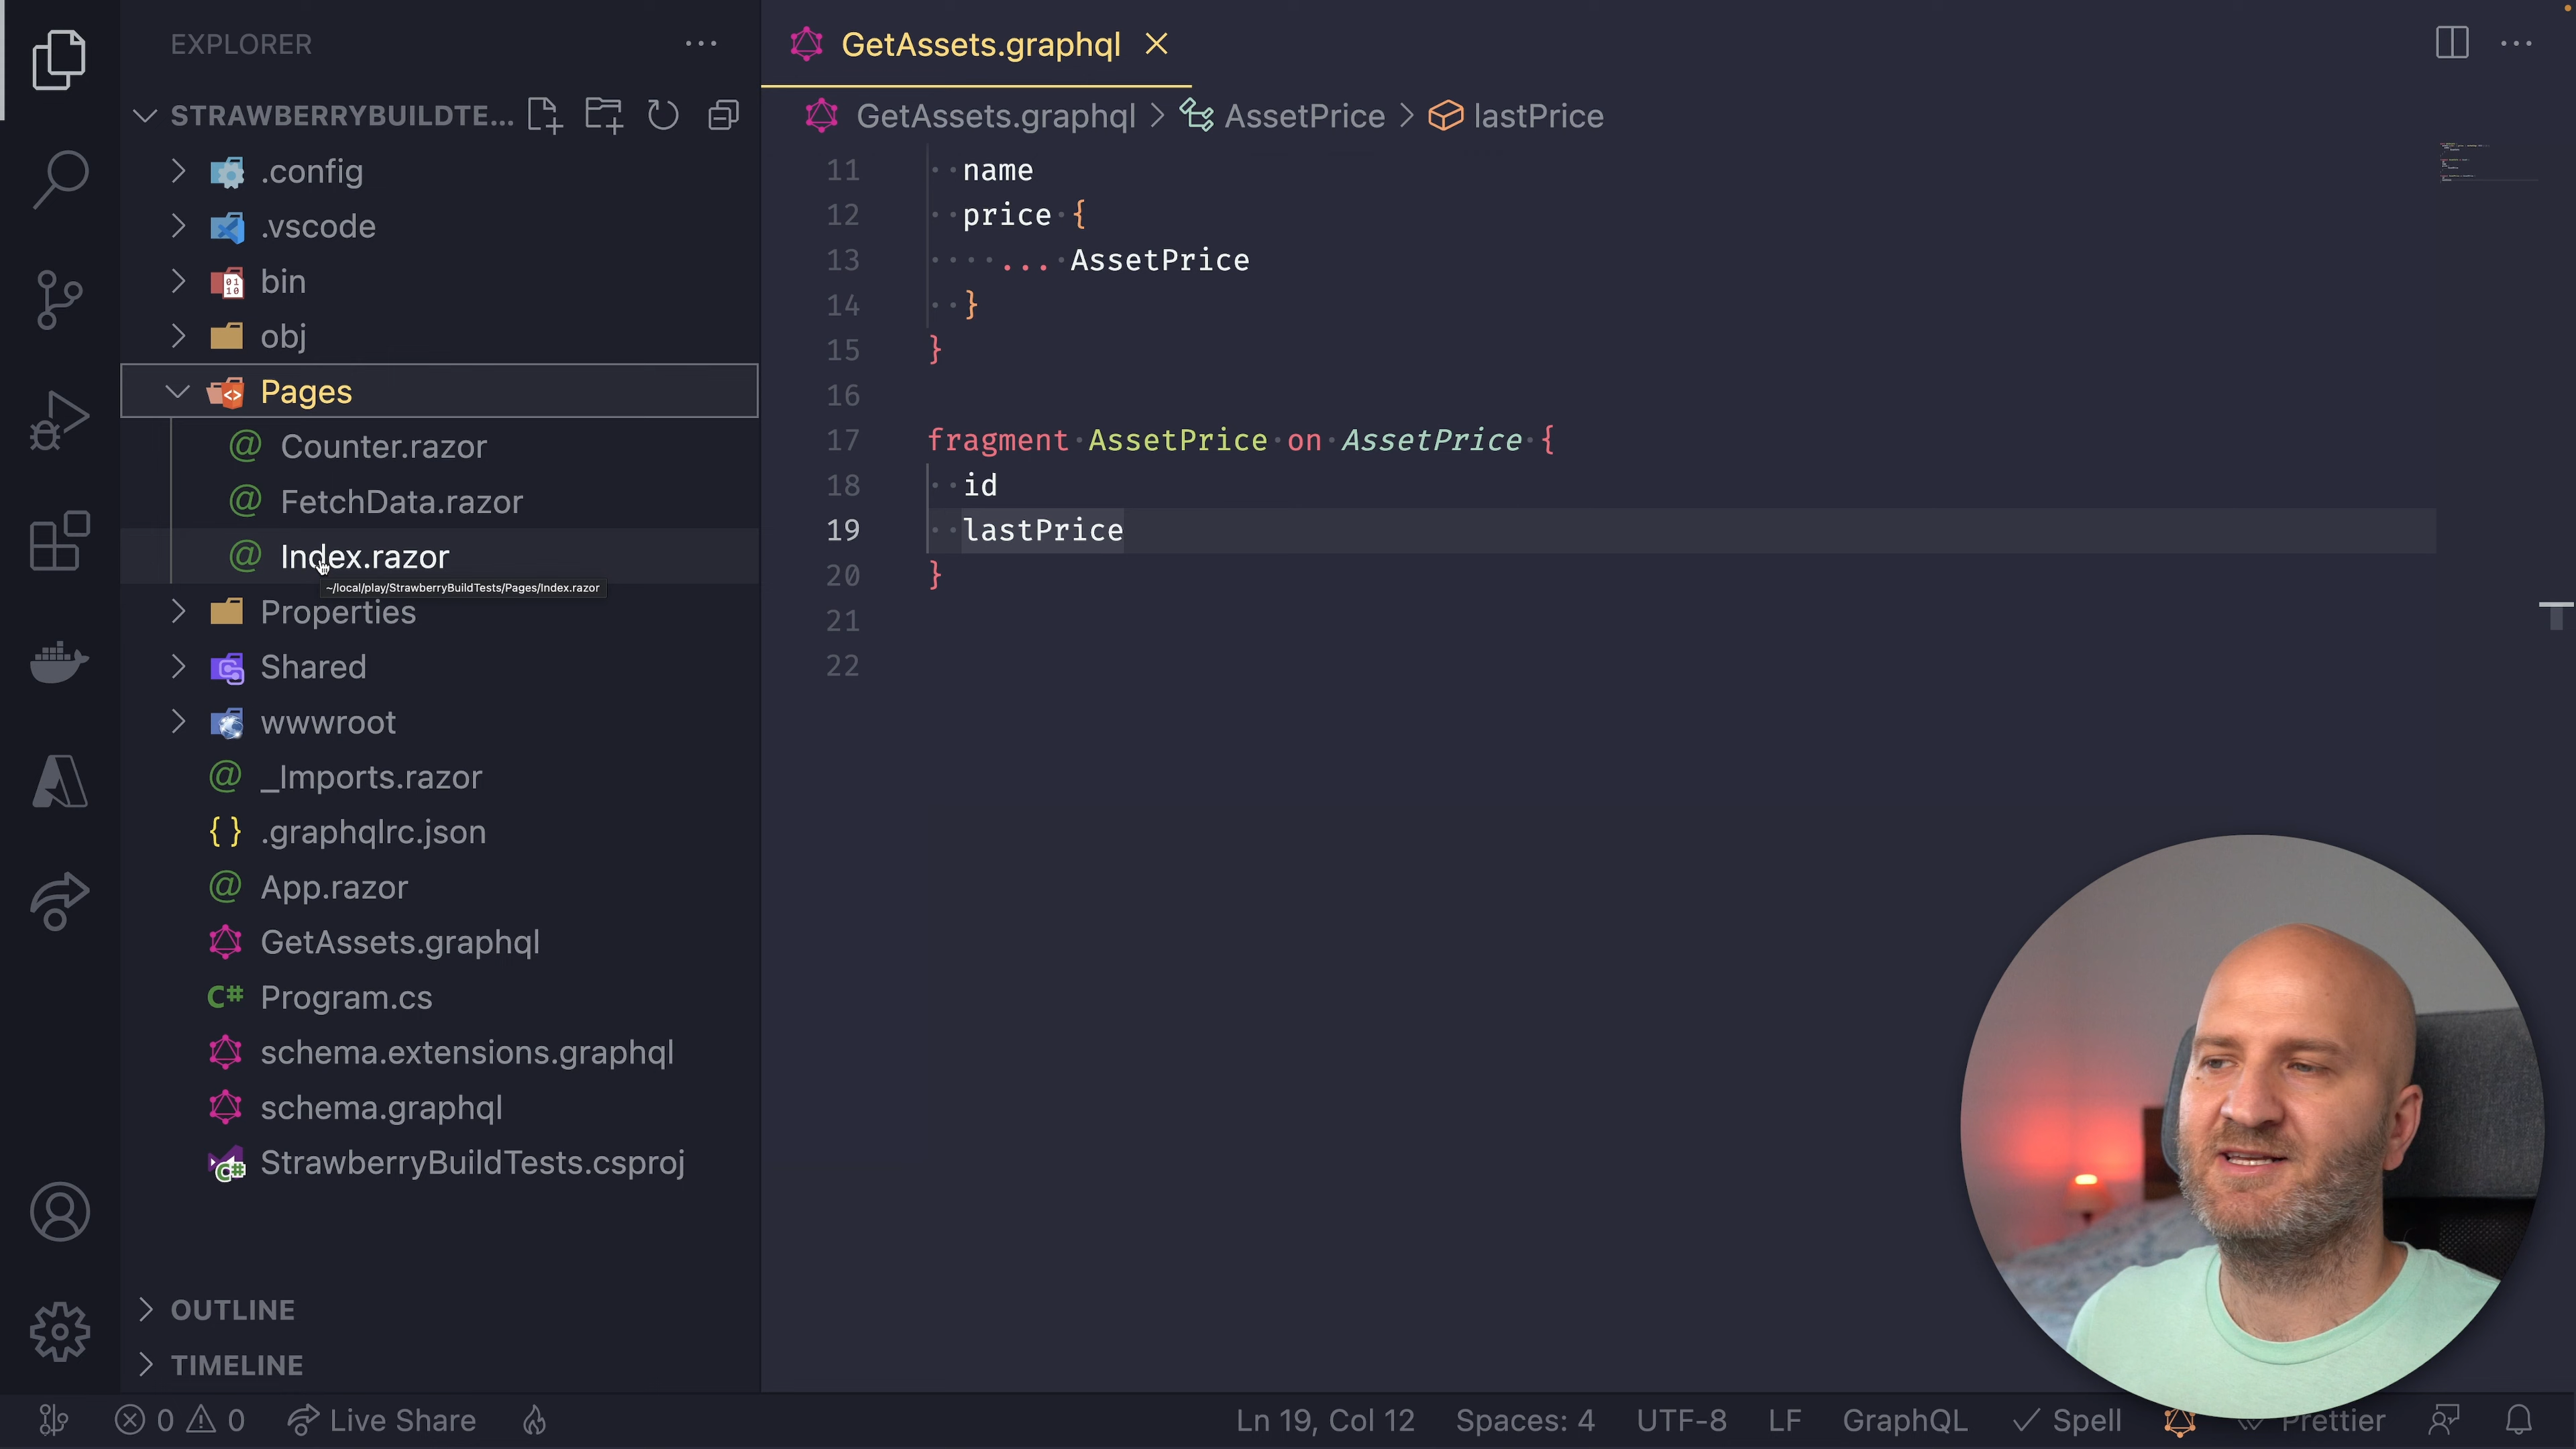 EXPLORER
STRAWBERRYBUILDTE...
.config
.vscode
bin
obj
Pages
Counter.razor
FetchData.razor
Index.razor
~/local/play/StrawberryBuildTests/Pages/Index.razor
Properties
Shared
wwwroot
_Imports.razor
.graphqlrc.json
App.razor
GetAssets.graphql
Program.cs
schema.extensions.graphql
schema.graphql
StrawberryBuildTests.csproj
OUTLINE
TIMELINE
GetAssets.graphql
GetAssets.graphql > AssetPrice > lastPrice
11 name
12 price {
13 ... AssetPrice
14 }
15 }
16
17 fragment AssetPrice on AssetPrice {
18 id
19 lastPrice
20 }
21
22
0 0 Live Share
Ln 19, Col 12 Spaces: 4 UTF-8 LF GraphQL Spell Prettier